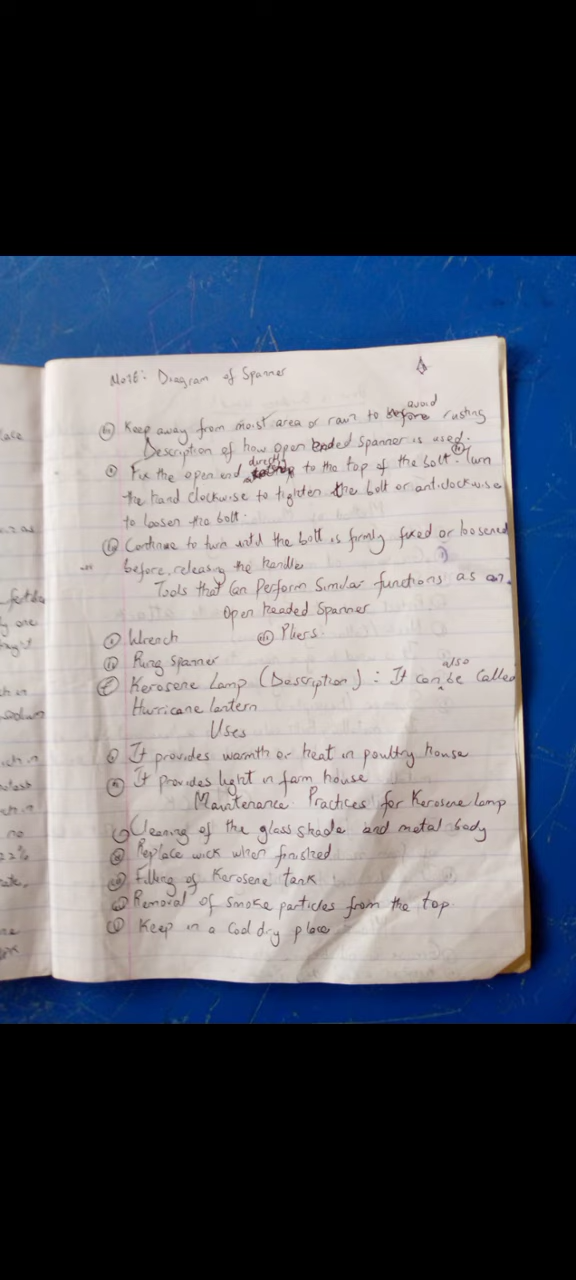 NOTE: Diagram of Spanner
Keep away from moist area or rain to avoid rusting
Description of how open ended spanner is used.
(i) Fix the open end directly to the top of the bolt. (ii) Turn
the hand clockwise to tighten the bolt or anticlockwise
to loosen the bolt.
(iii) Continue to turn until the bolt is firmly fixed or loosened
before releasing the handle
Tools that can perform similar functions as an
Open headed Spanner
(i) Wrench (iii) Pliers
(ii) Ring spanner
(f) Kerosene Lamp (Description): It can also be called
Hurricane lantern
Uses
(i) It provides warmth or heat in poultry house
(ii) It provides light in farm house
Maintenance Practices for Kerosene lamp
(i) Cleaning of the glass shade and metal body
(ii) Replace wick when finished
(iii) Filling of Kerosene tank
(iv) Removal of smoke particles from the top.
(v) Keep in a cool dry place